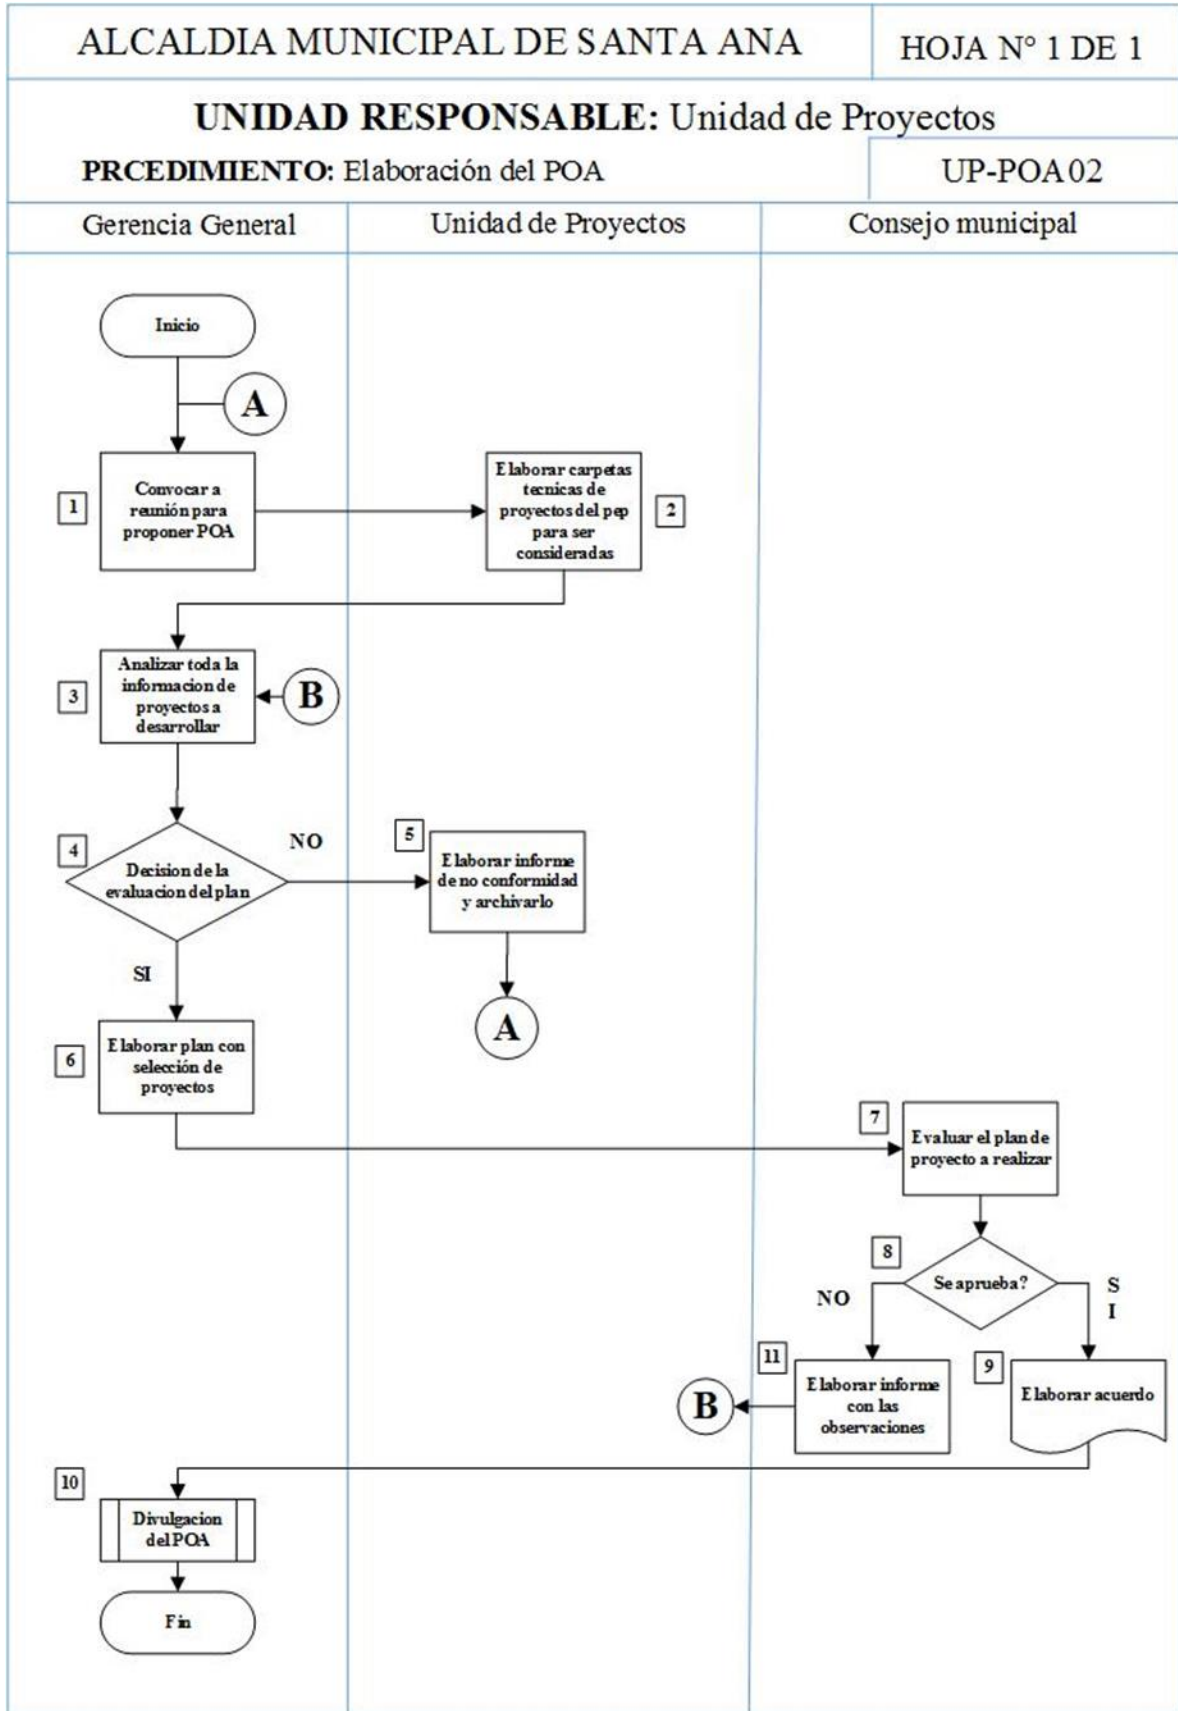 ALCALDIA MUNICIPAL DE SANTA ANA
HOJA N° 1 DE 1
UNIDAD RESPONSABLE: Unidad de Proyectos
PRCEDIMIENTO: Elaboración del POA
UP-POA02
Gerencia General
Unidad de Proyectos
Consejo municipal
Inicio
A
1
Convocar a
reunión para
proponer POA
Elaborar carpetas
tecnicas de
proyectos del pep
para ser
consideradas
2
3
Analizar toda la
informacion de
proyectos a
desarrollar
B
4
Decision de la
evaluacion del plan
NO
5
Elaborar informe
de no conformidad
y archivarlo
SI
A
6
Elaborar plan con
selección de
proyectos
7
Evaluar el plan de
proyecto a realizar
8
Se aprueba?
NO
S
I
11
Elaborar informe
con las
observaciones
B
9
Elaborar acuerdo
10
Divulgacion
del POA
Fin